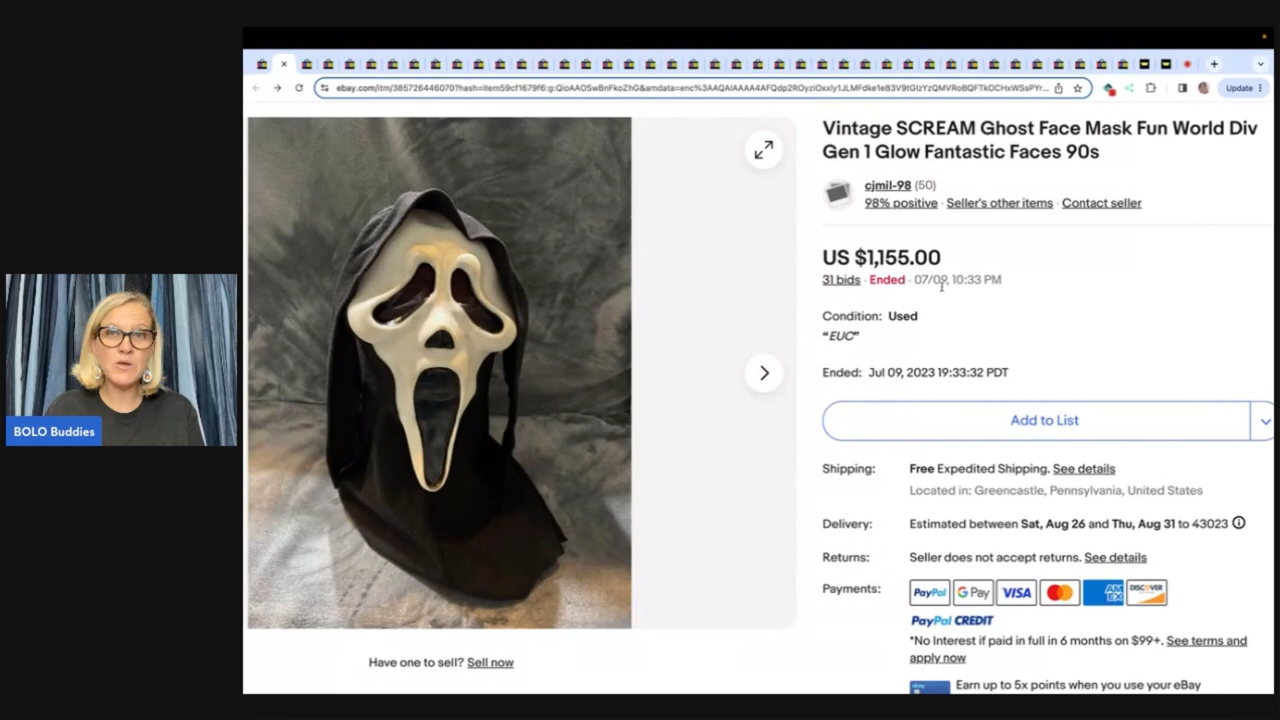 ebay.com/itm/385726446070?hash=item59cf1679f6:g:QioAAOSwBnFkoZhG&amdata=enc%3AAQAIAAAA4AFQdp2ROyziOxxly1JLMFdke1e83V9tGIzYzQMVRoBQFTkOCHxWSsPYr...
Update
Vintage SCREAM Ghost Face Mask Fun World Div
Gen 1 Glow Fantastic Faces 90s
cjmil-98 (50)
98% positive · Seller's other items · Contact seller
US $1,155.00
31 bids · Ended · 07/09, 10:33 PM
Condition: Used
“EUC”
Ended: Jul 09, 2023 19:33:32 PDT
Add to List
Shipping: Free Expedited Shipping. See details
Located in: Greencastle, Pennsylvania, United States
Delivery: Estimated between Sat, Aug 26 and Thu, Aug 31 to 43023
Returns: Seller does not accept returns. See details
Payments: PayPal G Pay VISA AM EX DISCOVER
PayPal CREDIT
*No Interest if paid in full in 6 months on $99+. See terms and
apply now
Earn up to 5x points when you use your eBay
Have one to sell? Sell now
BOLO Buddies